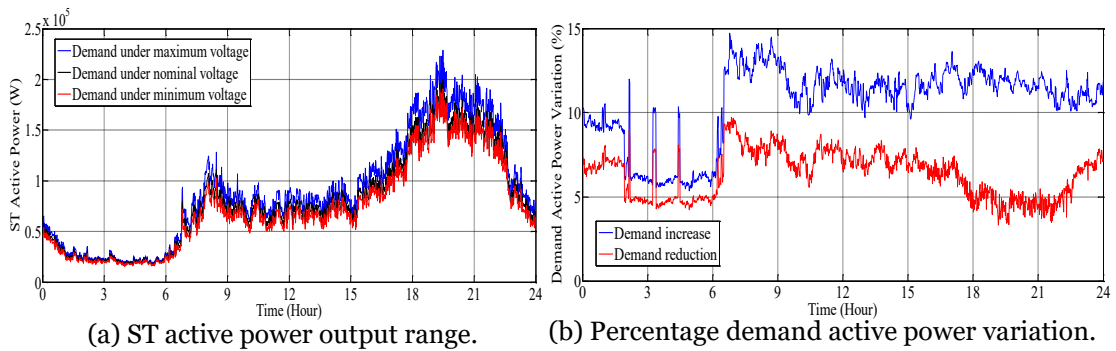 x 10⁵
2.5
2
1.5
1
0.5
0
ST Active Power (W)
Demand under maximum voltage
Demand under nominal voltage
Demand under minimum voltage
0 3 6 9 12 15 18 21 24
Time (Hour)
(a) ST active power output range.
15
10
5
0
Demand Active Power Variation (%)
Demand increase
Demand reduction
0 3 6 9 12 15 18 21 24
Time (Hour)
(b) Percentage demand active power variation.